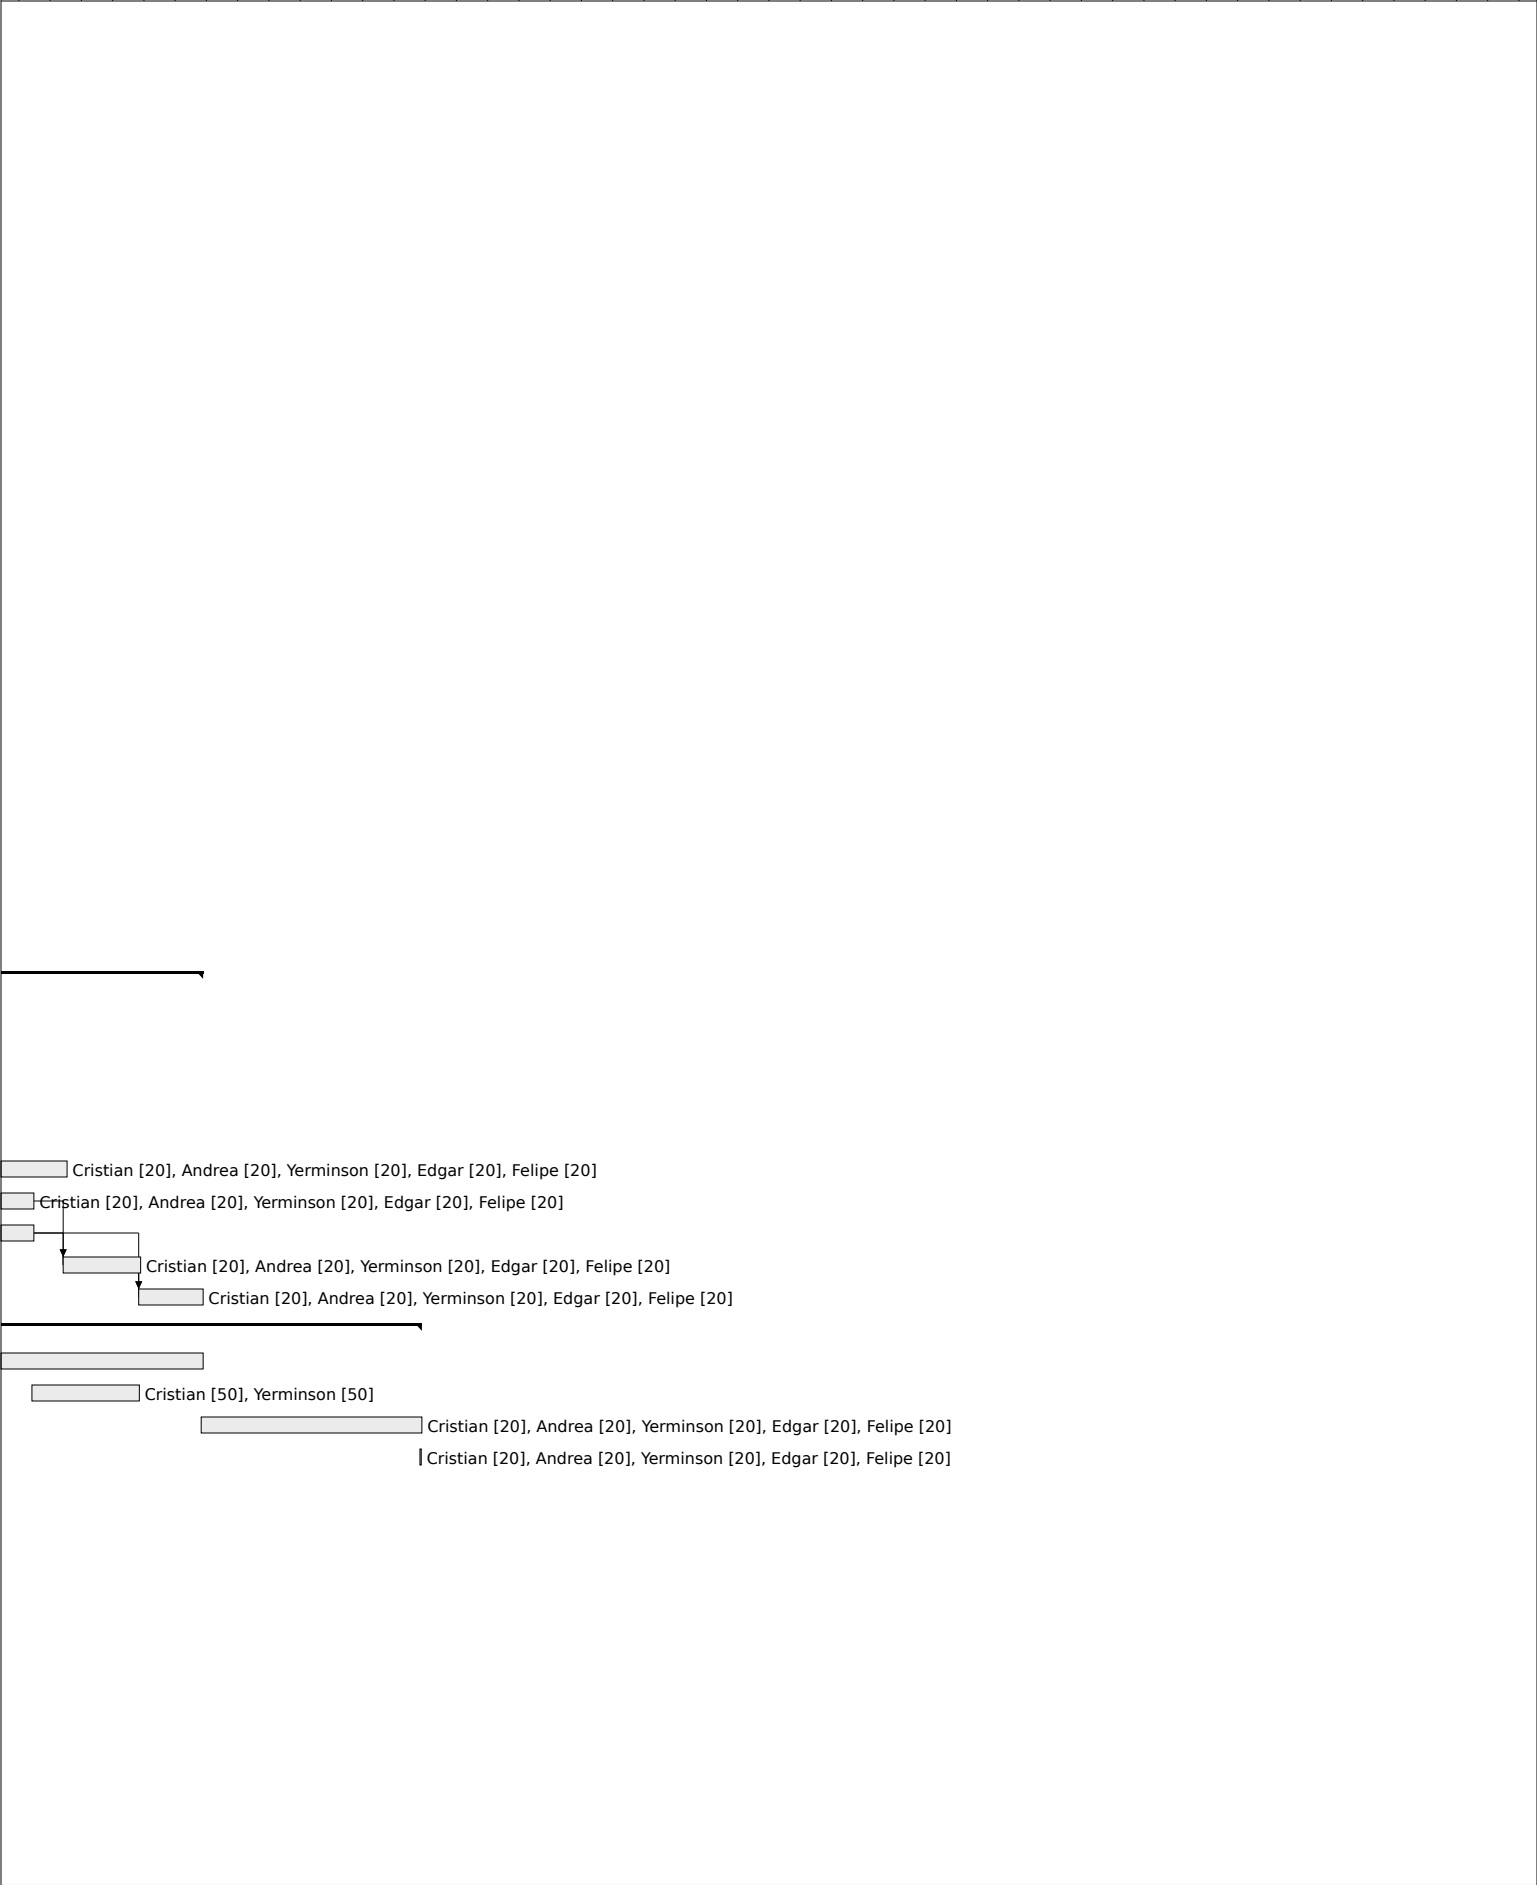 Cristian [20], Andrea [20], Yerminson [20], Edgar [20], Felipe [20]
Cristian [20], Andrea [20], Yerminson [20], Edgar [20], Felipe [20]
Cristian [20], Andrea [20], Yerminson [20], Edgar [20], Felipe [20]
Cristian [20], Andrea [20], Yerminson [20], Edgar [20], Felipe [20]
Cristian [50], Yerminson [50]
Cristian [20], Andrea [20], Yerminson [20], Edgar [20], Felipe [20]
Cristian [20], Andrea [20], Yerminson [20], Edgar [20], Felipe [20]